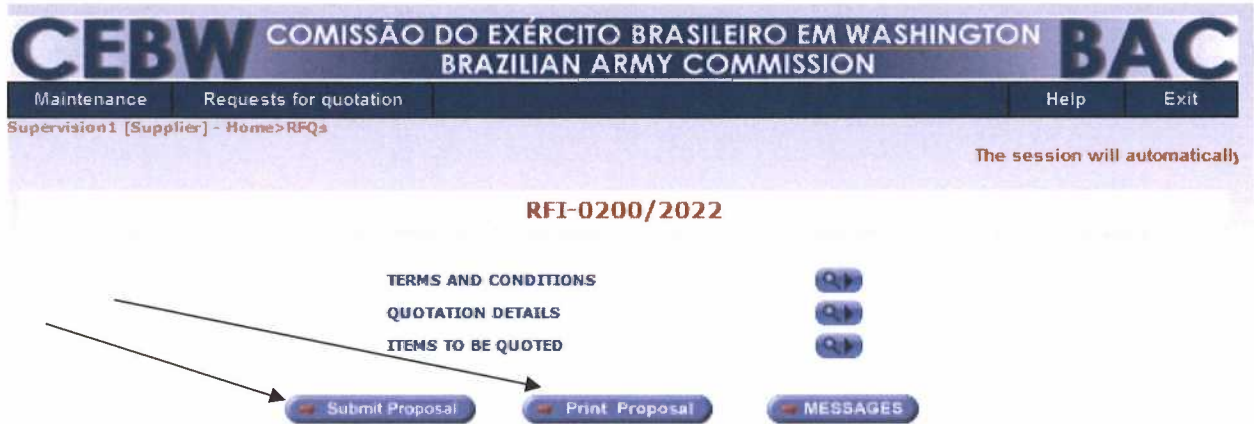 CEBW COMISSÃO DO EXÉRCITO BRASILEIRO EM WASHINGTON BAC
BRAZILIAN ARMY COMMISSION
Maintenance Requests for quotation Help Exit
Supervision1 [Supplier] - Home>RFQs
The session will automatically
RFI-0200/2022
TERMS AND CONDITIONS
QUOTATION DETAILS
ITEMS TO BE QUOTED
Submit Proposal Print Proposal MESSAGES